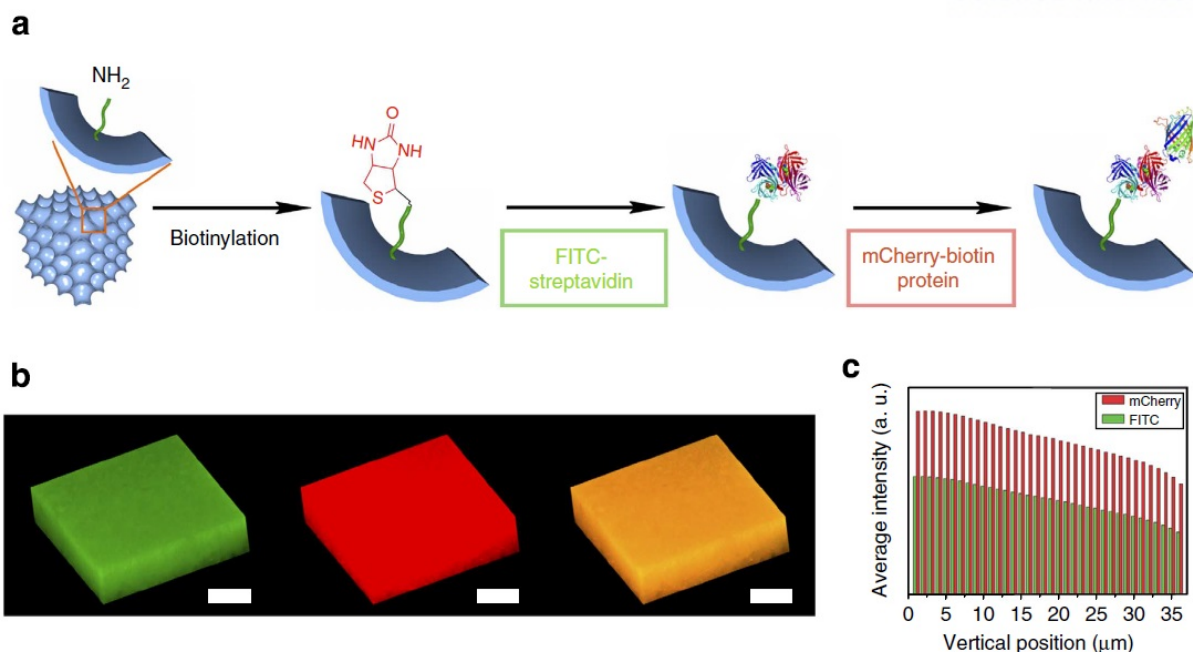 a
NH2
O
HN
NH
S
Biotinylation
FITC-
streptavidin
mCherry-biotin
protein
b
c
Average intensity (a. u.)
mCherry
FITC
0 5 10 15 20 25 30 35
Vertical position (μm)